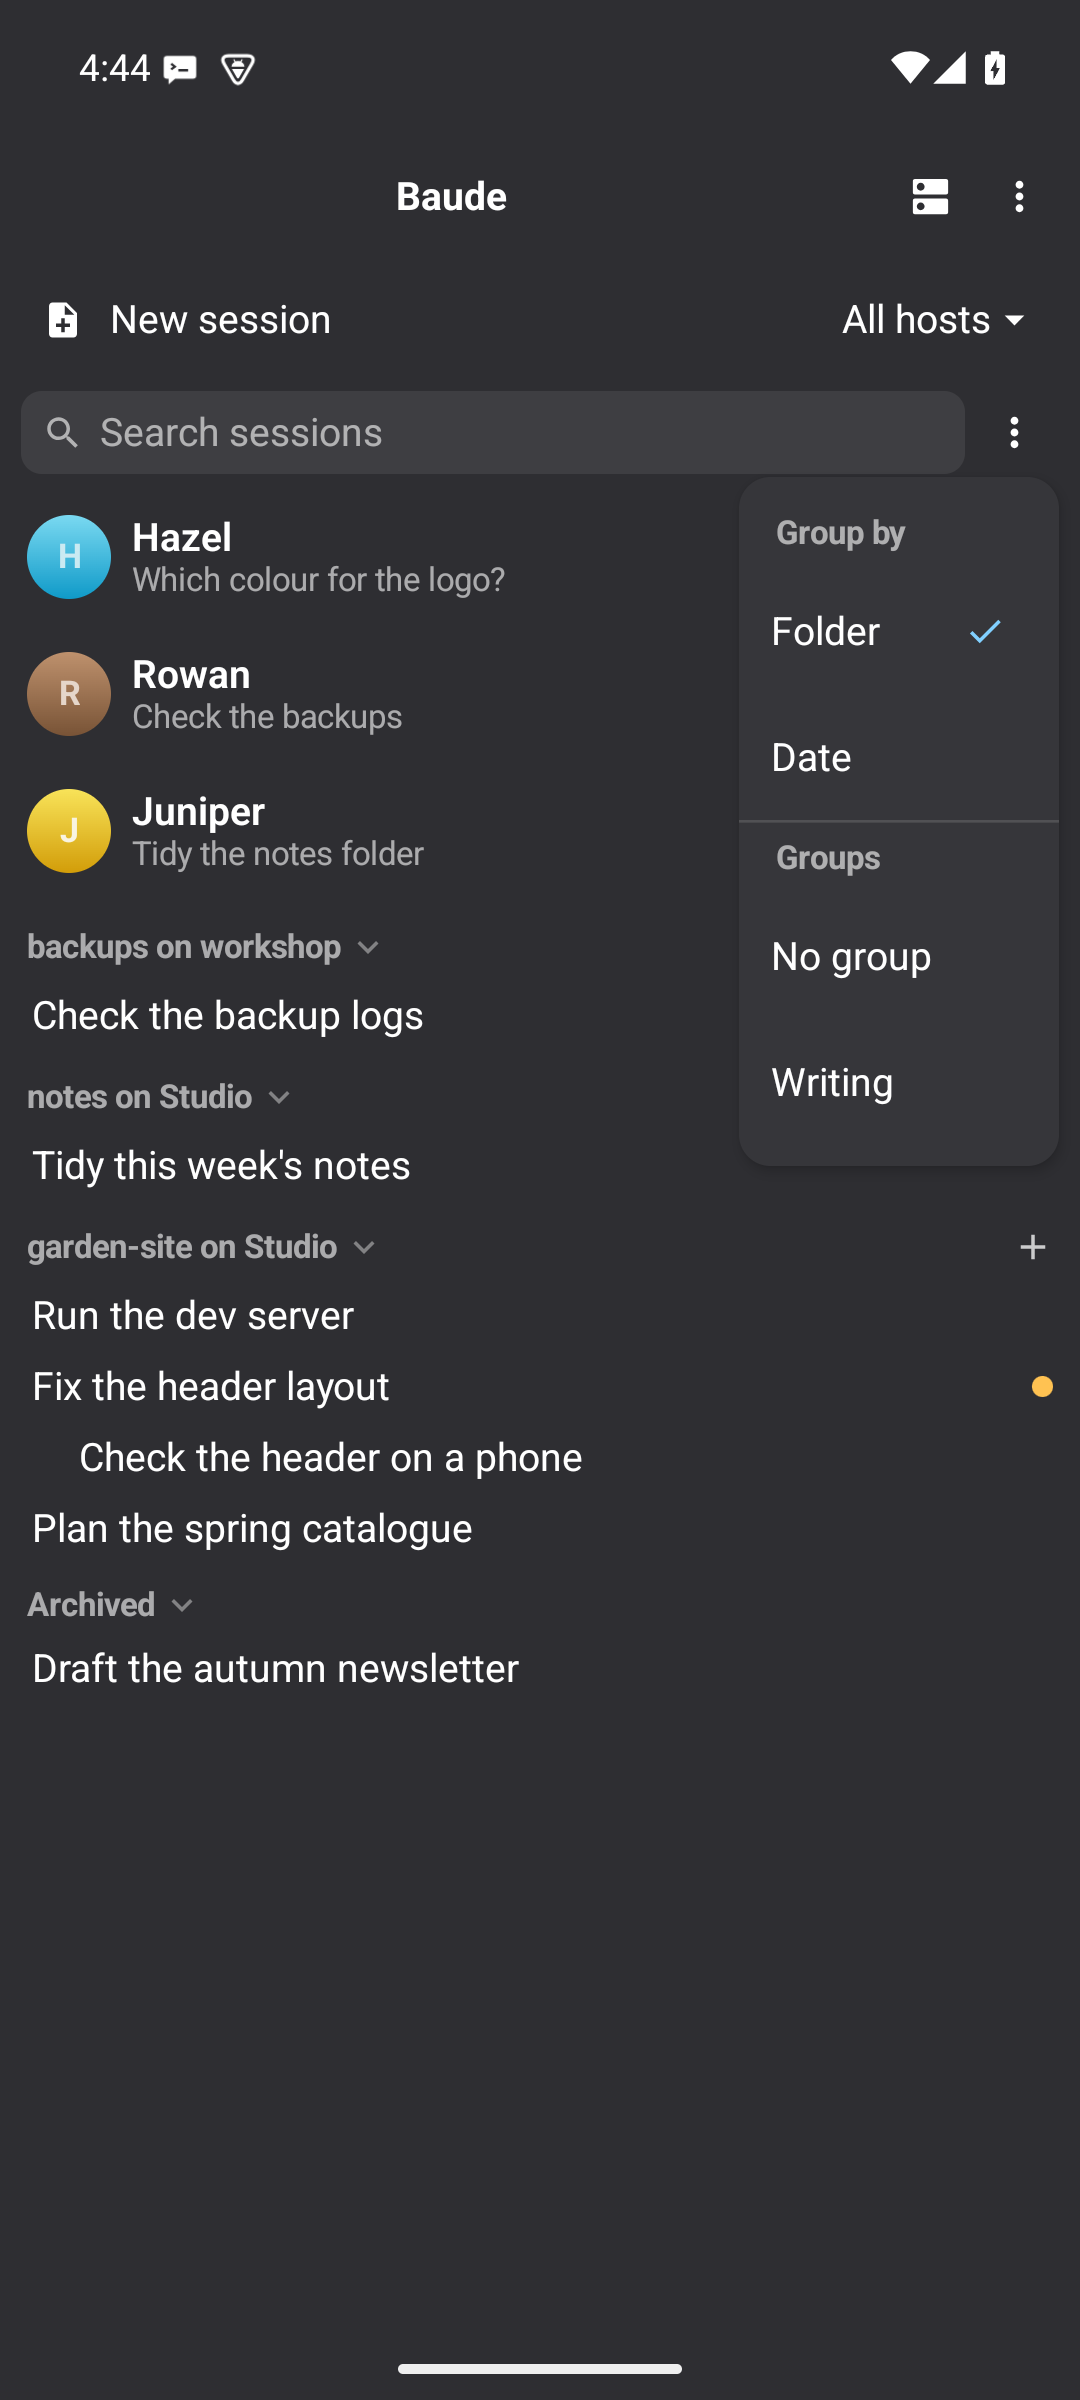 4:44
Baude
New session
All hosts
Search sessions
Group by
Folder
Date
Groups
No group
Writing
H
Hazel
Which colour for the logo?
R
Rowan
Check the backups
J
Juniper
Tidy the notes folder
backups on workshop
Check the backup logs
notes on Studio
Tidy this week's notes
garden-site on Studio
Run the dev server
Fix the header layout
Check the header on a phone
Plan the spring catalogue
Archived
Draft the autumn newsletter